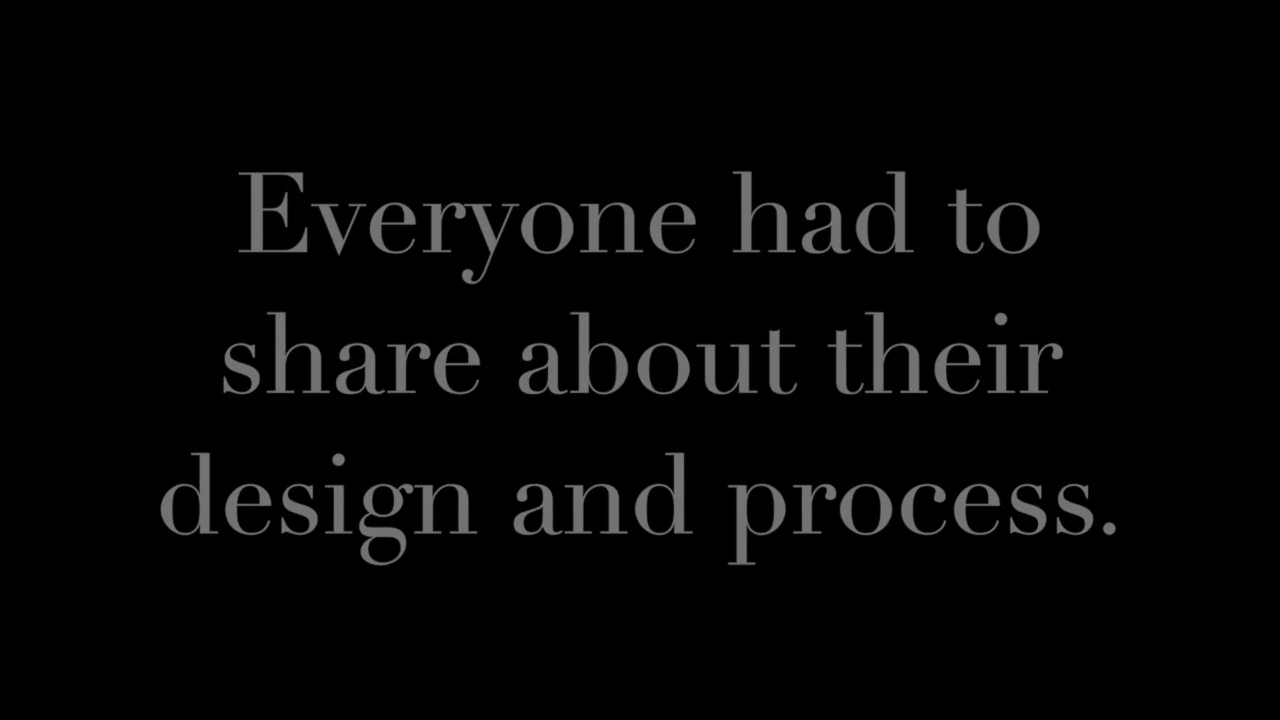 Everyone had to
share about their
design and process.